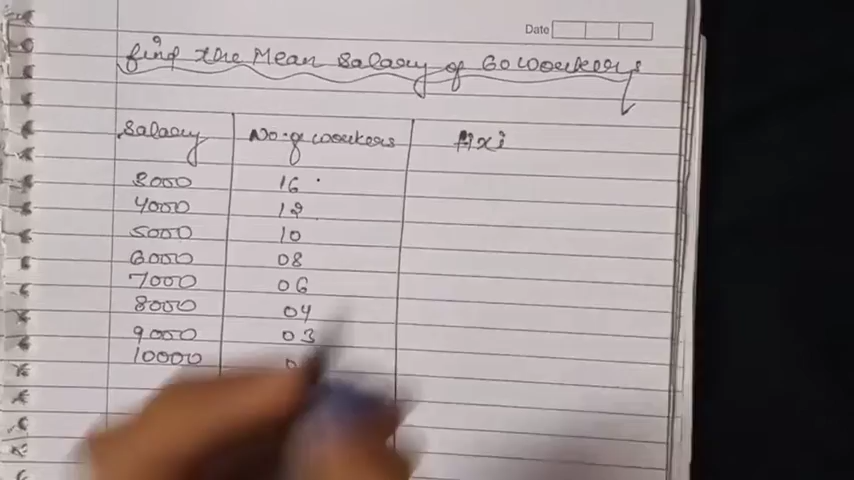 Date
find the Mean Salary of 60 workers
Salary No. of workers fixi
3000 16
4000 12
5000 10
6000 08
7000 06
8000 04
9000 03
10000